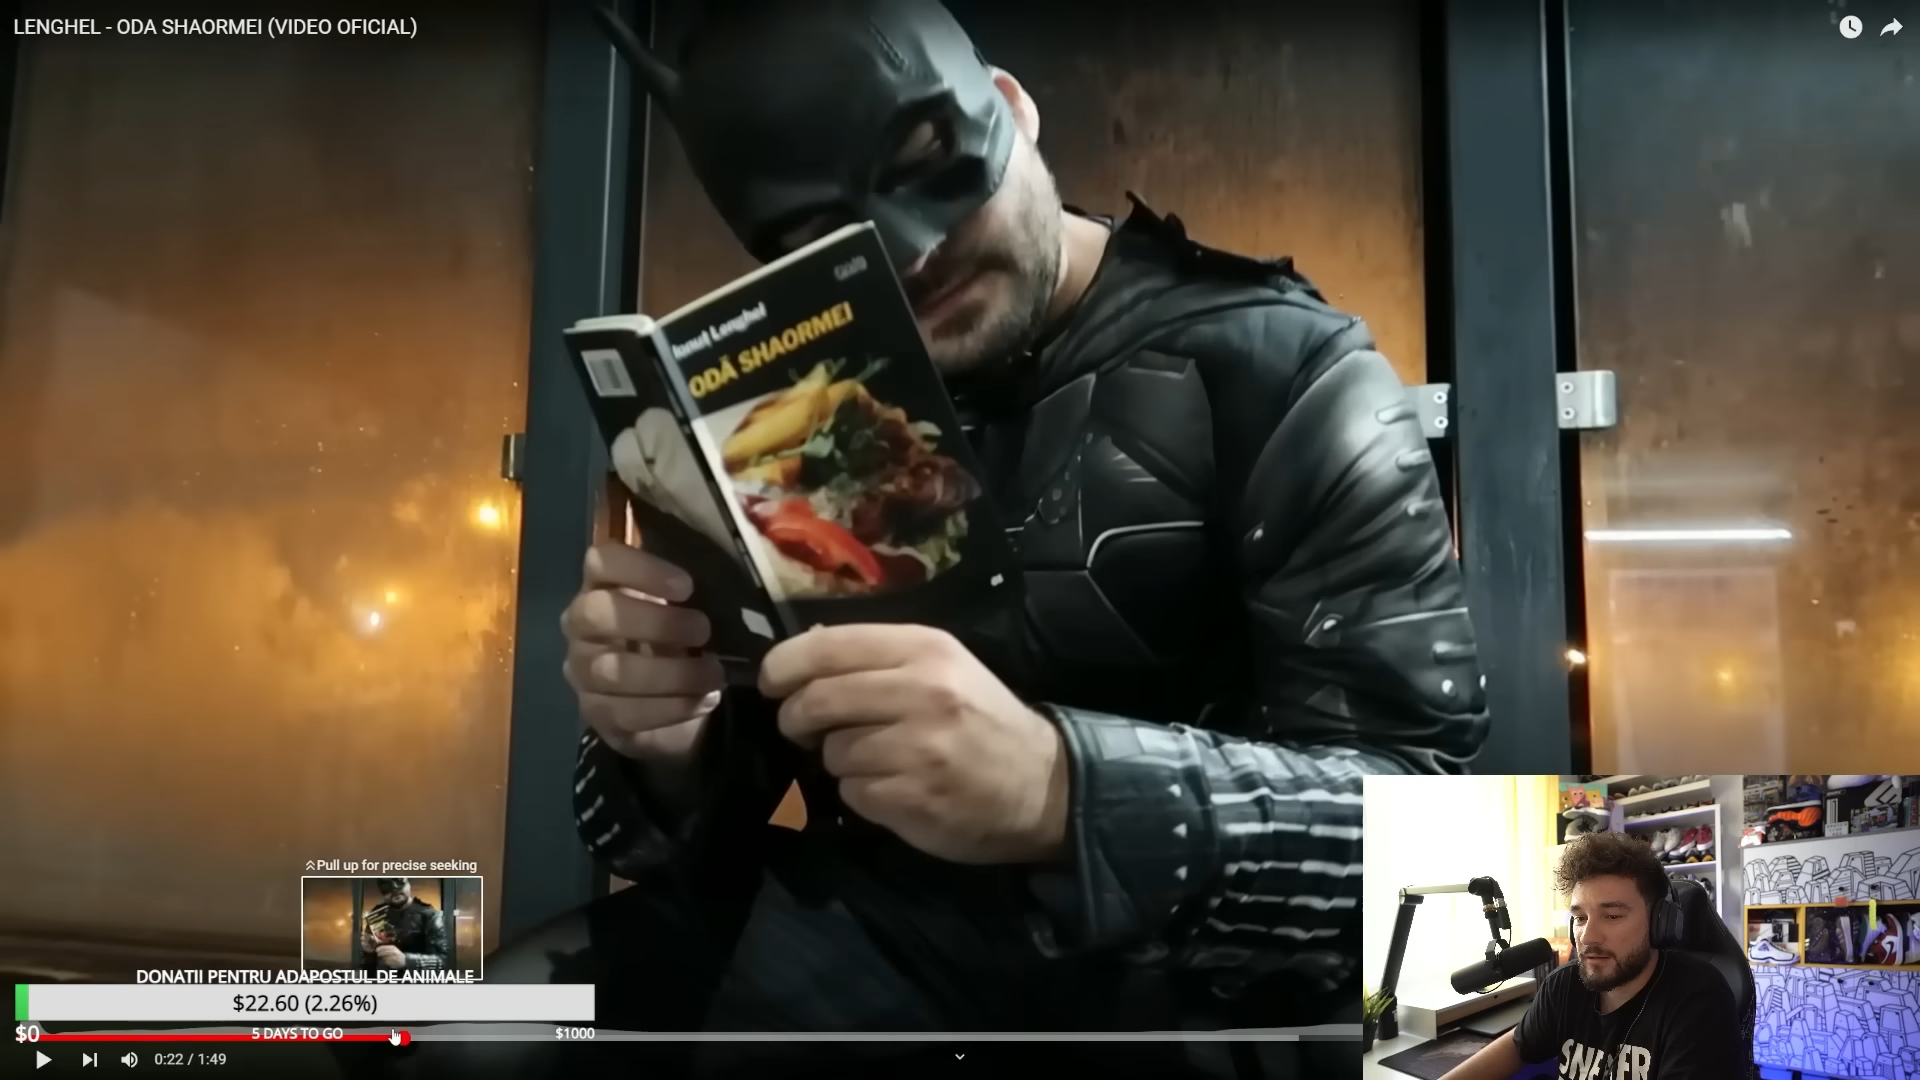 LENGHEL - ODA SHAORMEI (VIDEO OFICIAL)
Ionuț Lenghel
ODĂ SHAORMEI
Pull up for precise seeking
DONATII PENTRU ADAPOSTUL DE ANIMALE
$22.60 (2.26%)
$0
5 DAYS TO GO
$1000
0:22 / 1:49